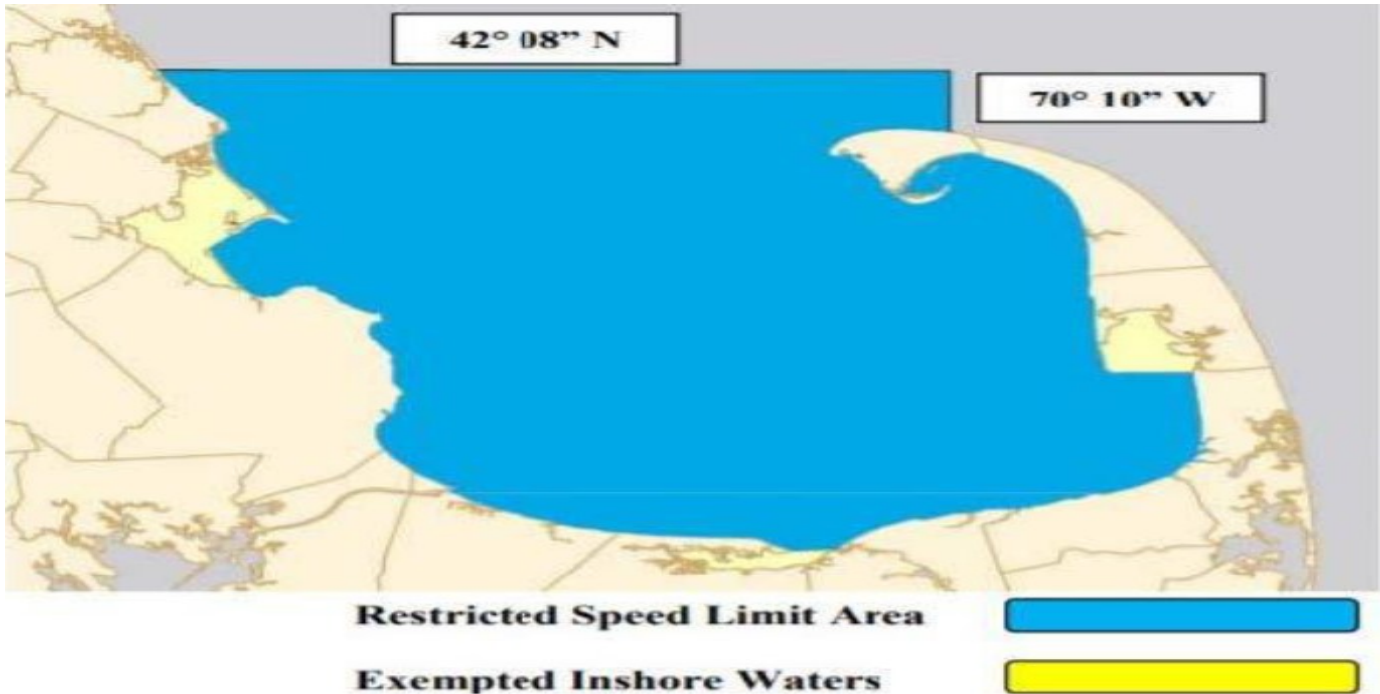 42° 08” N
70° 10” W
Restricted Speed Limit Area
Exempted Inshore Waters